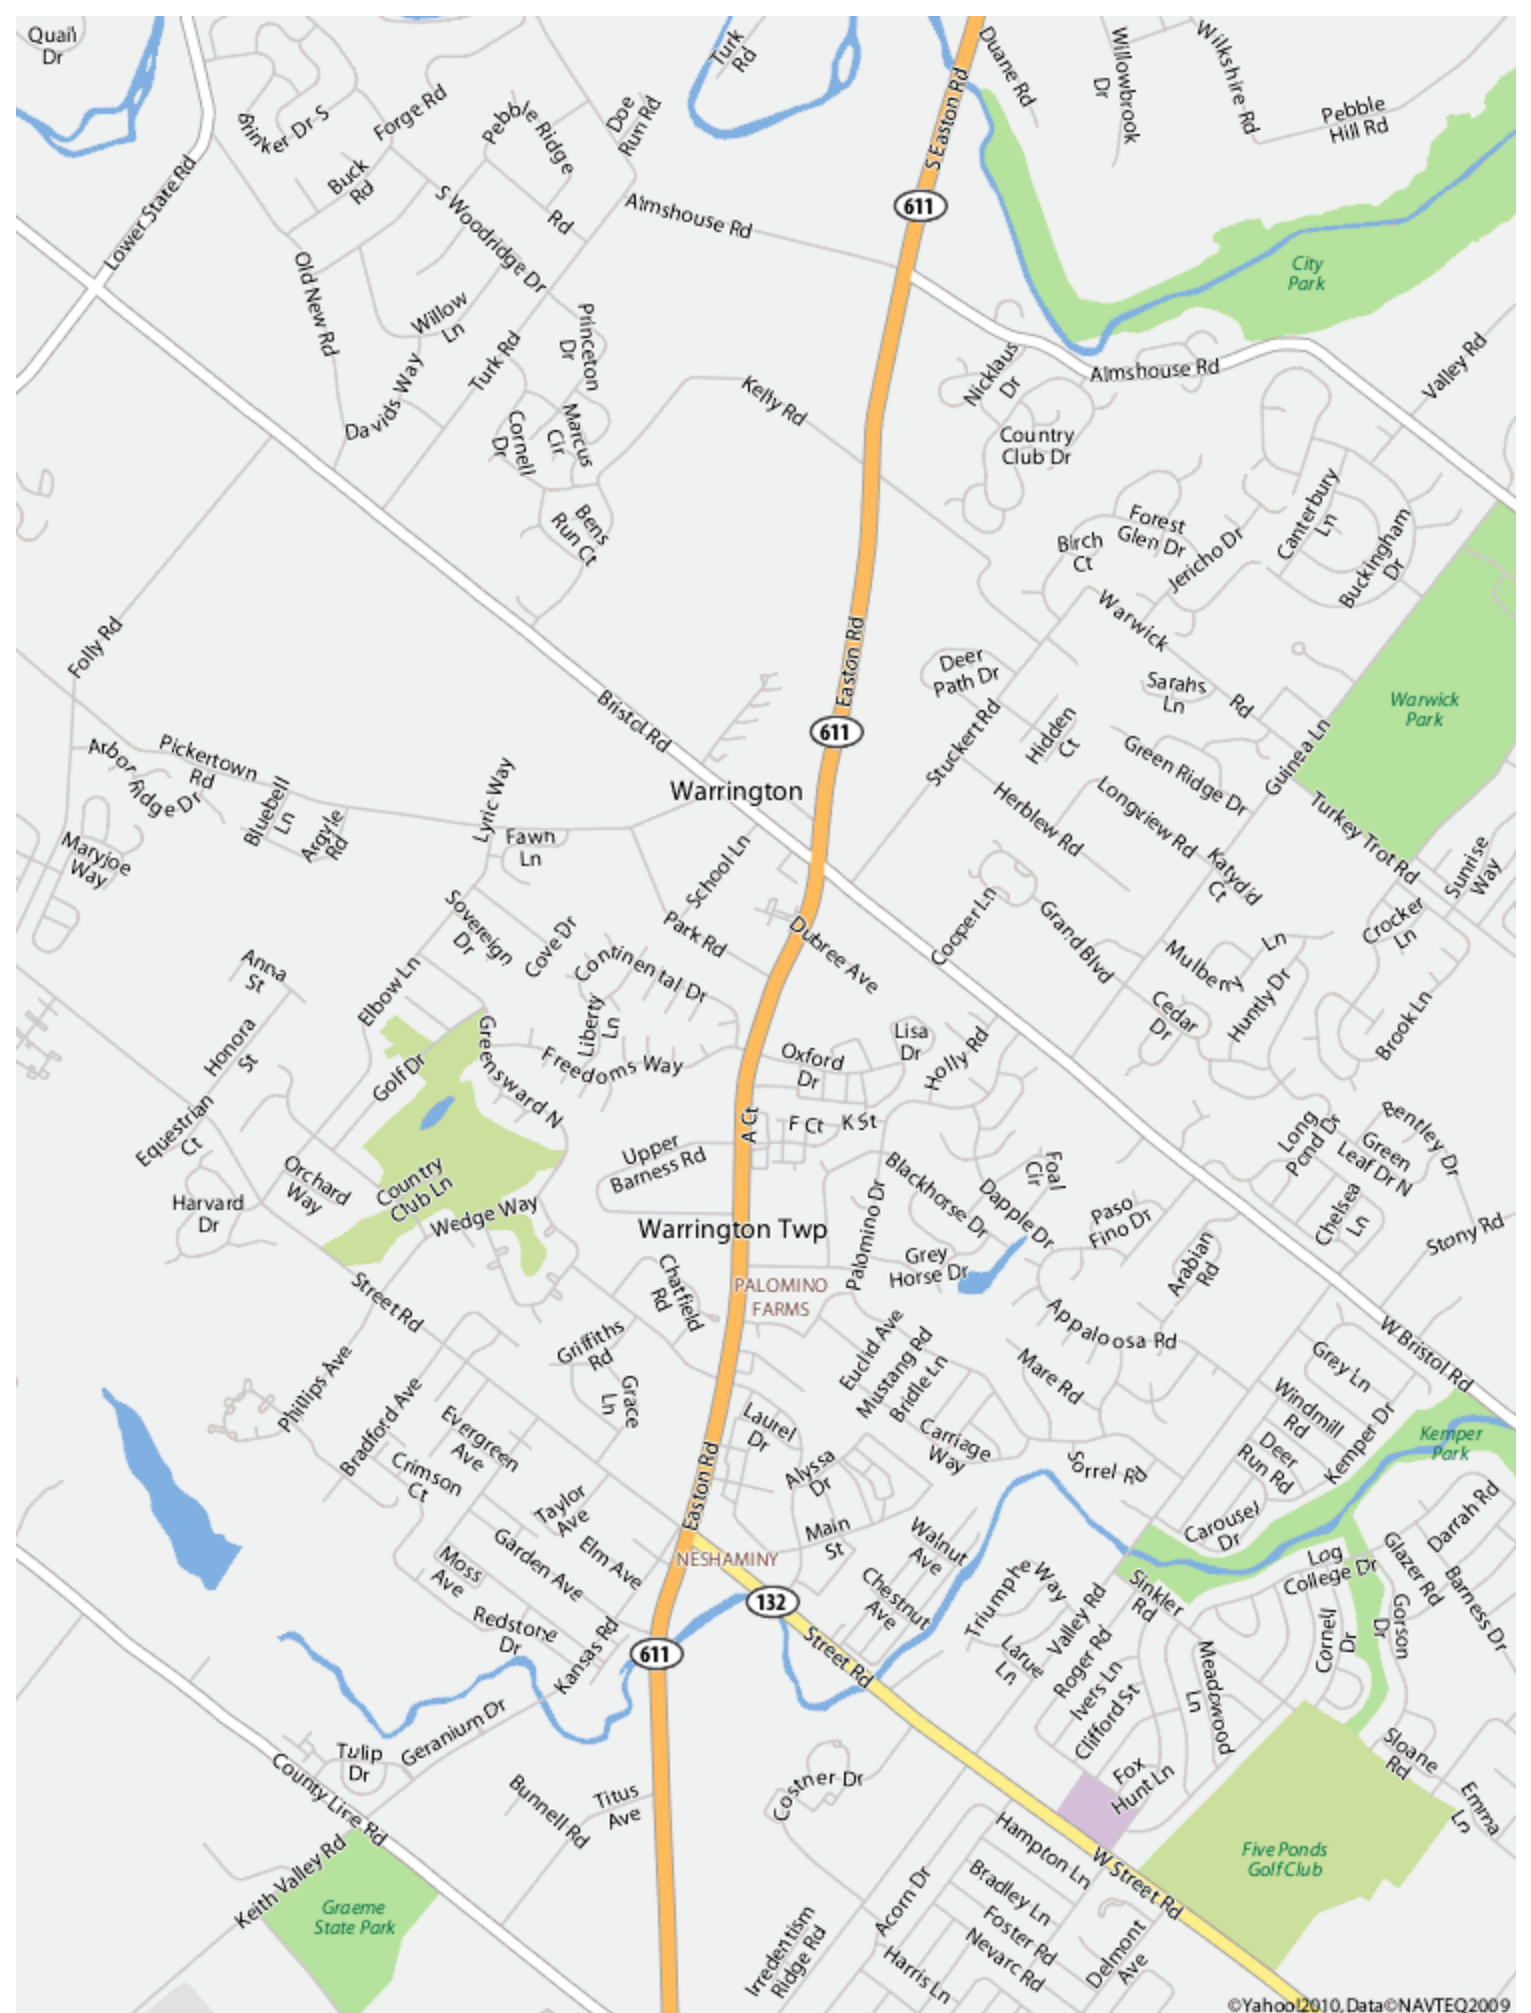 Quail
Dr
Turk
Rd
Duane Rd
Willowbrook
Dr
Wilkshire Rd
Pebble
Hill Rd
Brinker Dr S
Forge Rd
Pebble Ridge
Rd
Doe
Run Rd
S Easton Rd
Buck
Rd
Lower State Rd
S Woodridge Dr
Almshouse Rd
611
City
Park
Old New Rd
Willow
Ln
Princeton
Dr
Turk Rd
Davids Way
Kelly Rd
Nicklaus
Dr
Almshouse Rd
Valley Rd
Cornell
Dr
Marcus
Cir
Country
Club Dr
Bens
Run Ct
Canterbury
Ln
Forest
Glen Dr
Birch
Ct
Jericho Dr
Buckingham
Dr
Folly Rd
Warwick
Rd
Easton Rd
Deer
Path Dr
Sarahs
Ln
Warwick
Park
Bristol Rd
611
Stuckert Rd
Hidden
Ct
Green Ridge Dr
Guinea Ln
Pickertown
Rd
Arbor Ridge Dr
Bluebell
Ln
Argyle
Rd
Lyric Way
Fawn
Ln
Warrington
Herblew Rd
Longview Rd
Turkey Trot Rd
Maryjoe
Way
School Ln
Katydid
Ct
Sunrise
Way
Sovereign
Dr
Cove Dr
Park Rd
Dubree Ave
Cooper Ln
Grand Blvd
Crocker
Ln
Anna
St
Elbow Ln
Continental Dr
Mulberry
Ln
Huntly Dr
Cedar
Dr
Brook Ln
Honora
St
Liberty
Ln
Golf Dr
Greensward N
Freedoms Way
Oxford
Dr
Lisa
Dr
Holly Rd
Equestrian
Ct
A Ct
F Ct
K St
Long
Pond Dr
Bentley Dr
Green
Leaf Dr N
Orchard
Way
Harvard
Dr
Country
Club Ln
Upper
Barness Rd
Blackhorse Dr
Foal
Cir
Dapple Dr
Paso
Fino Dr
Chelsea
Ln
Stony Rd
Wedge Way
Warrington Twp
Palomino Dr
Grey
Horse Dr
Arabian
Rd
Street Rd
Chatfield
Rd
PALOMINO
FARMS
Griffiths
Rd
Euclid Ave
Mustang Rd
Bridle Ln
Appaloosa Rd
W Bristol Rd
Phillips Ave
Grace
Ln
Mare Rd
Grey Ln
Windmill
Rd
Bradford Ave
Evergreen
Ave
Laurel
Dr
Carriage
Way
Deer
Run Rd
Kemper Dr
Kemper
Park
Crimson
Ct
Alyssa
Dr
Sorrel Rd
Easton Rd
Taylor
Ave
Main
St
Walnut
Ave
Carousel
Dr
Darrah Rd
Garden Ave
Elm Ave
NESHAMINY
Log
College Dr
Glazer Rd
Barness Dr
Moss
Ave
132
Chestnut
Ave
Triumphe Way
Sinkler
Rd
Valley Rd
Gorson
Dr
Cornell
Dr
Redstone
Dr
Kansas Rd
611
Street Rd
Larue
Ln
Roger Rd
Ivers Ln
Clifford St
Meadowood
Ln
Geranium Dr
Tulip
Dr
Sloane
Rd
County Line Rd
Bunnell Rd
Titus
Ave
Costner Dr
Fox
Hunt Ln
Emma
Ln
Hampton Ln
W Street Rd
Five Ponds
Golf Club
Keith Valley Rd
Graeme
State Park
Acorn Dr
Bradley Ln
Foster Rd
Nevarc Rd
Delmont
Ave
Irredentism
Ridge Rd
Harris Ln
©Yahoo!2010, Data©NAVTEQ2009